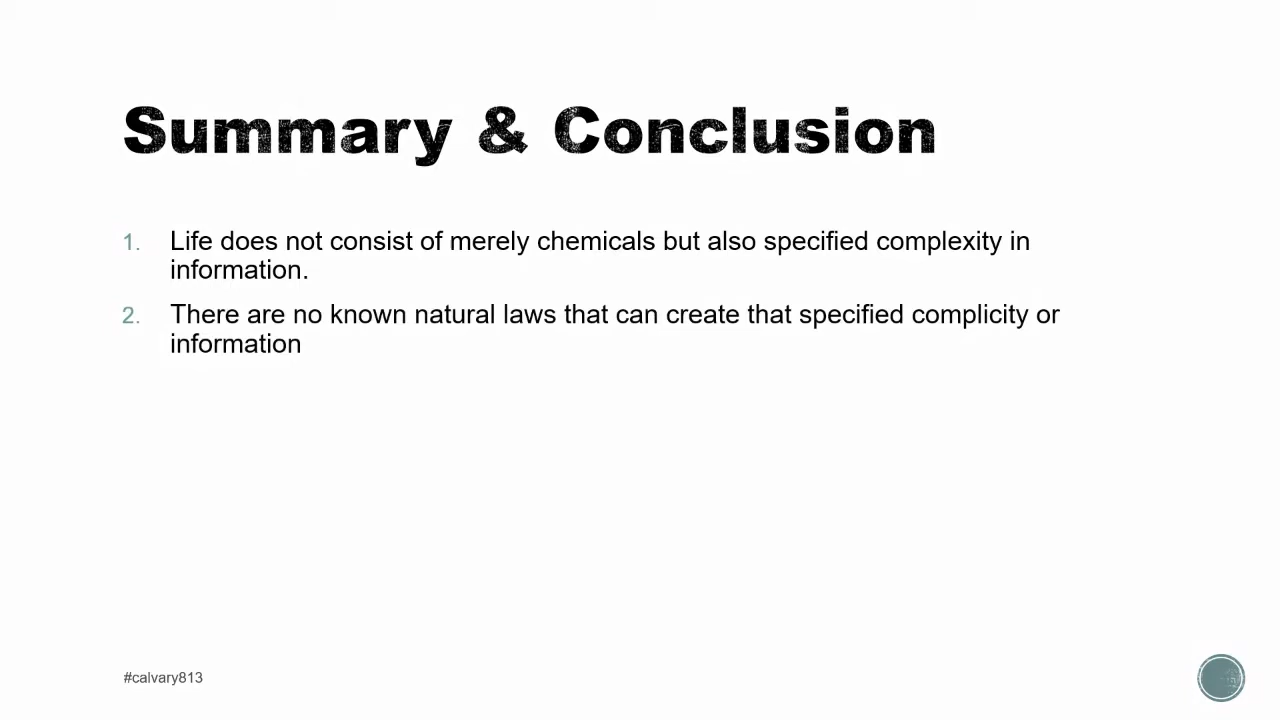 Summary & Conclusion
1. Life does not consist of merely chemicals but also specified complexity in
information.
2. There are no known natural laws that can create that specified complicity or
information
#calvary813